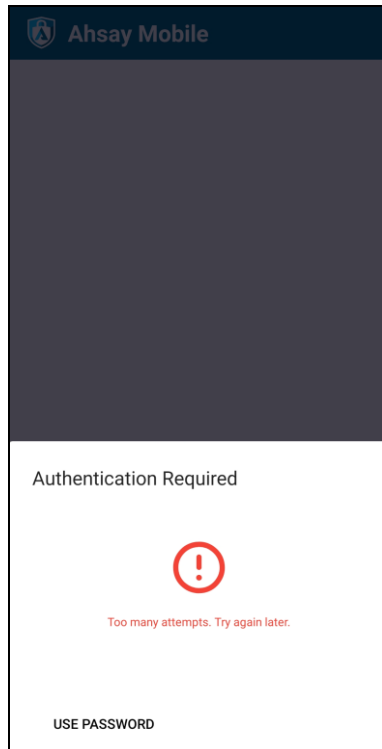 Ahsay Mobile
Authentication Required
Too many attempts. Try again later.
USE PASSWORD